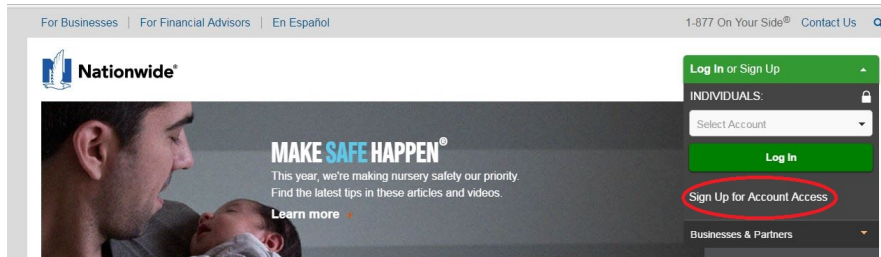 For Businesses | For Financial Advisors | En Español
1-877 On Your Side® Contact Us
Nationwide®
Log In or Sign Up
INDIVIDUALS:
Select Account
Log In
Sign Up for Account Access
Businesses & Partners
MAKE SAFE HAPPEN®
This year, we're making nursery safety our priority.
Find the latest tips in these articles and videos.
Learn more